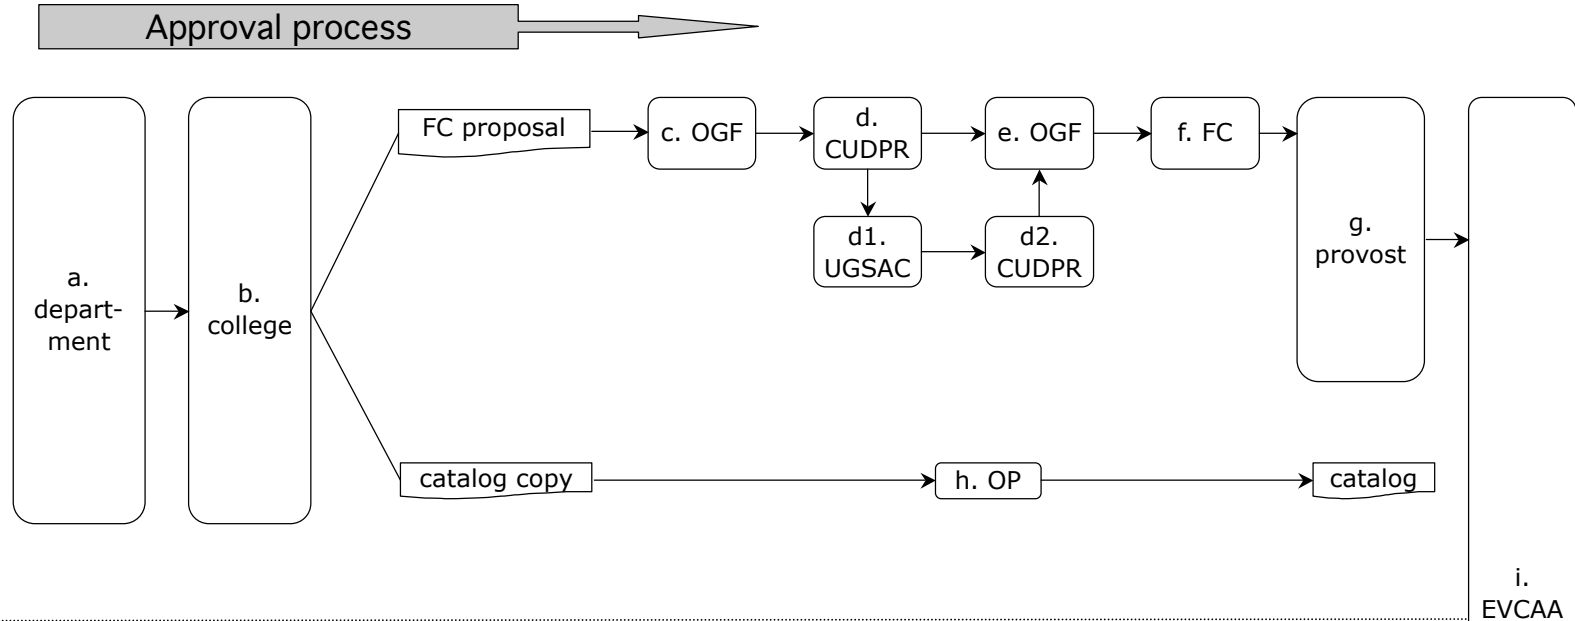 Approval process
a.
depart-
ment
b.
college
FC proposal
c. OGF
d.
CUDPR
e. OGF
f. FC
d1.
UGSAC
d2.
CUDPR
g.
provost
catalog copy
h. OP
catalog
i.
EVCAA